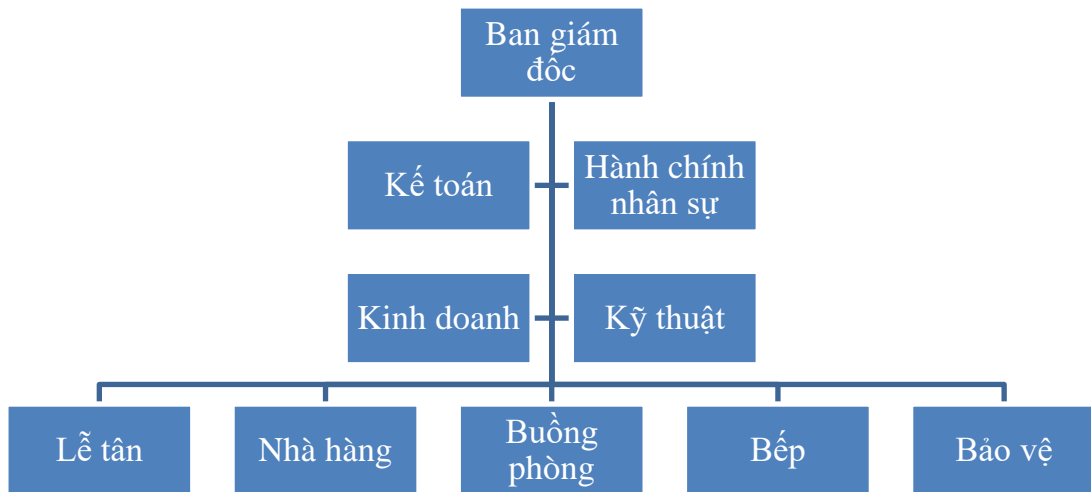 Ban giám
đốc
Kế toán
Hành chính
nhân sự
Kinh doanh
Kỹ thuật
Lễ tân
Nhà hàng
Buồng
phòng
Bếp
Bảo vệ